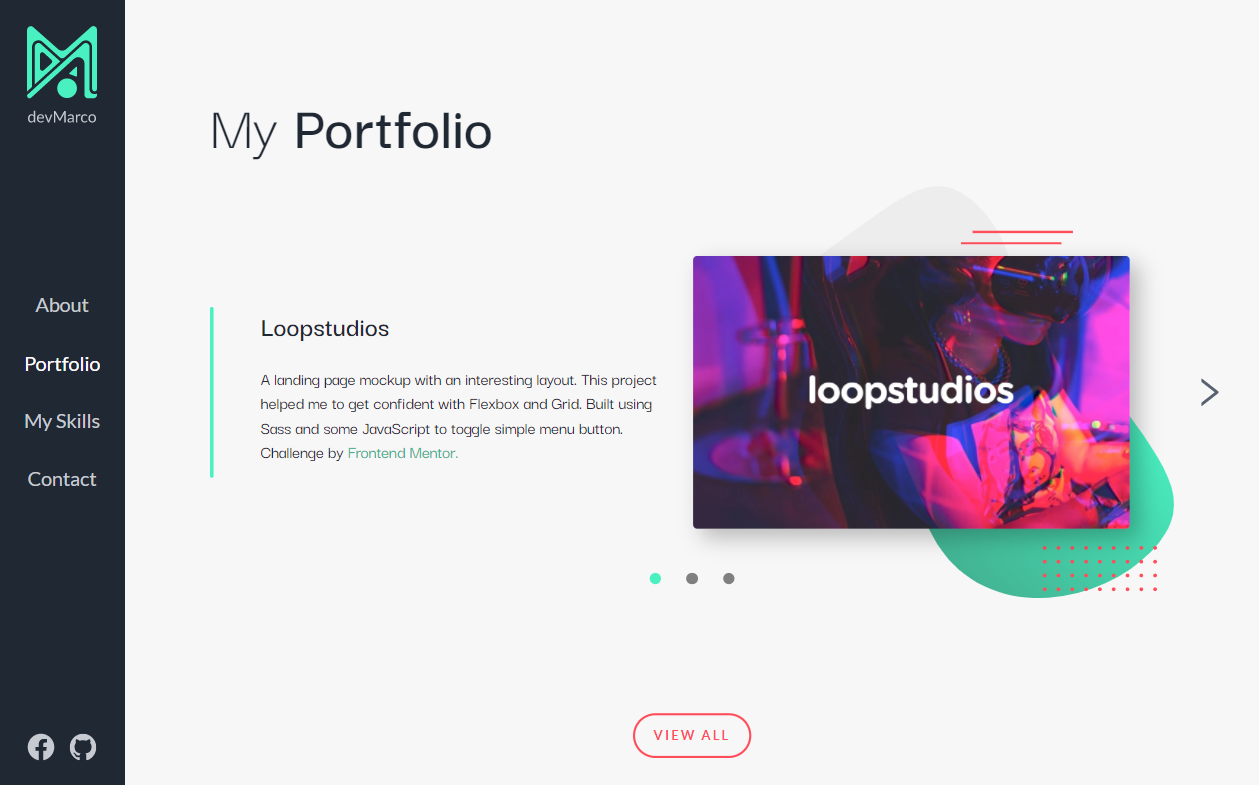 devMarco
About
Portfolio
My Skills
Contact
My Portfolio
Loopstudios
A landing page mockup with an interesting layout. This project
helped me to get confident with Flexbox and Grid. Built using
Sass and some JavaScript to toggle simple menu button.
Challenge by Frontend Mentor.
loopstudios
VIEW ALL